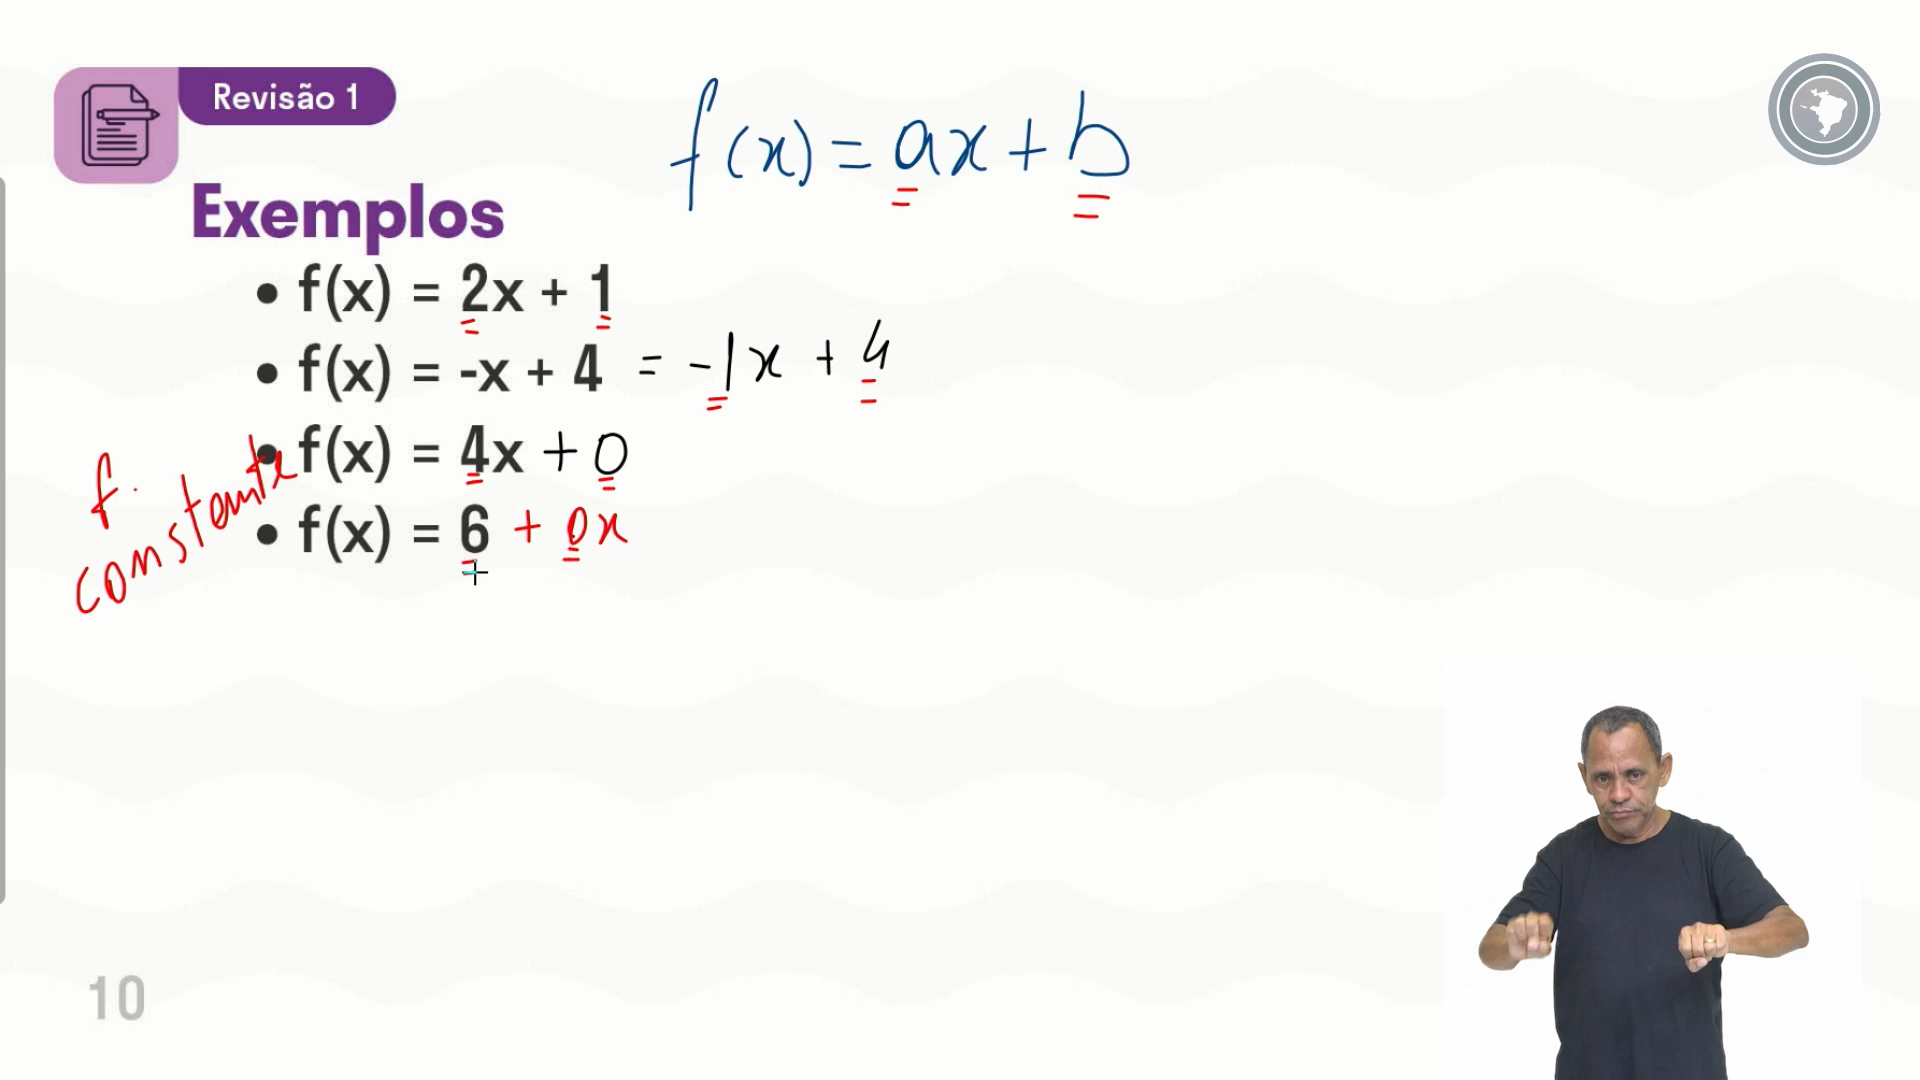 Revisão 1
f(x) = ax + b
Exemplos
• f(x) = 2x + 1
• f(x) = -x + 4 = -1x + 4
• f(x) = 4x + 0
• f(x) = 6 + 0x
f. constante
10